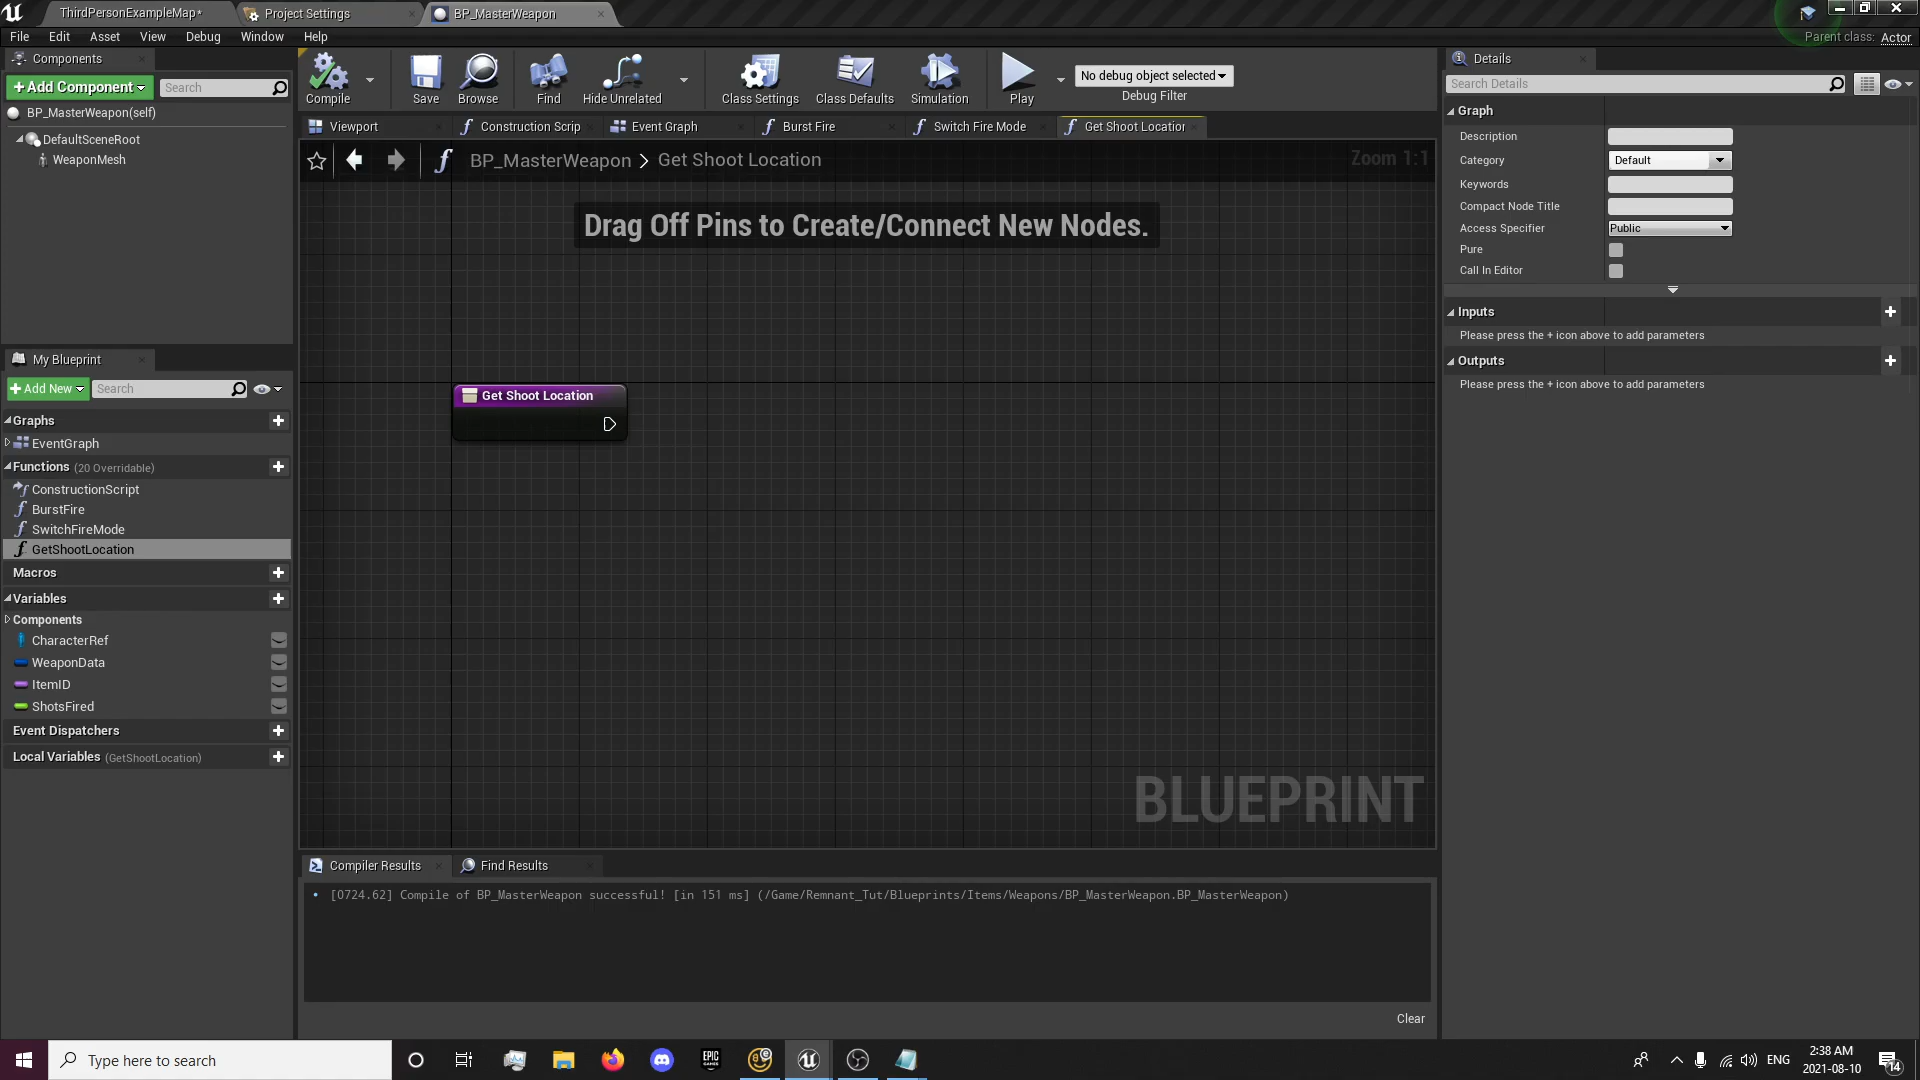 ThirdPersonExampleMap*
Project Settings
BP_MasterWeapon
File Edit Asset View Debug Window Help
Parent class: Actor
Components
+ Add Component
Search
BP_MasterWeapon(self)
DefaultSceneRoot
WeaponMesh
Compile
Save
Browse
Find
Hide Unrelated
Class Settings
Class Defaults
Simulation
Play
No debug object selected
Debug Filter
Viewport
Construction Scrip
Event Graph
Burst Fire
Switch Fire Mode
Get Shoot Location
BP_MasterWeapon > Get Shoot Location
Zoom 1:1
Drag Off Pins to Create/Connect New Nodes.
Get Shoot Location
BLUEPRINT
My Blueprint
+ Add New
Search
Graphs
EventGraph
Functions (20 Overridable)
ConstructionScript
BurstFire
SwitchFireMode
GetShootLocation
Macros
Variables
Components
CharacterRef
WeaponData
ItemID
ShotsFired
Event Dispatchers
Local Variables (GetShootLocation)
Compiler Results
Find Results
[0724.62] Compile of BP_MasterWeapon successful! [in 151 ms] (/Game/Remnant_Tut/Blueprints/Items/Weapons/BP_MasterWeapon.BP_MasterWeapon)
Clear
Details
Search Details
Graph
Description
Category
Default
Keywords
Compact Node Title
Access Specifier
Public
Pure
Call In Editor
Inputs
Please press the + icon above to add parameters
Outputs
Please press the + icon above to add parameters
Type here to search
EPIC GAMES
ENG
2:38 AM
2021-08-10
14